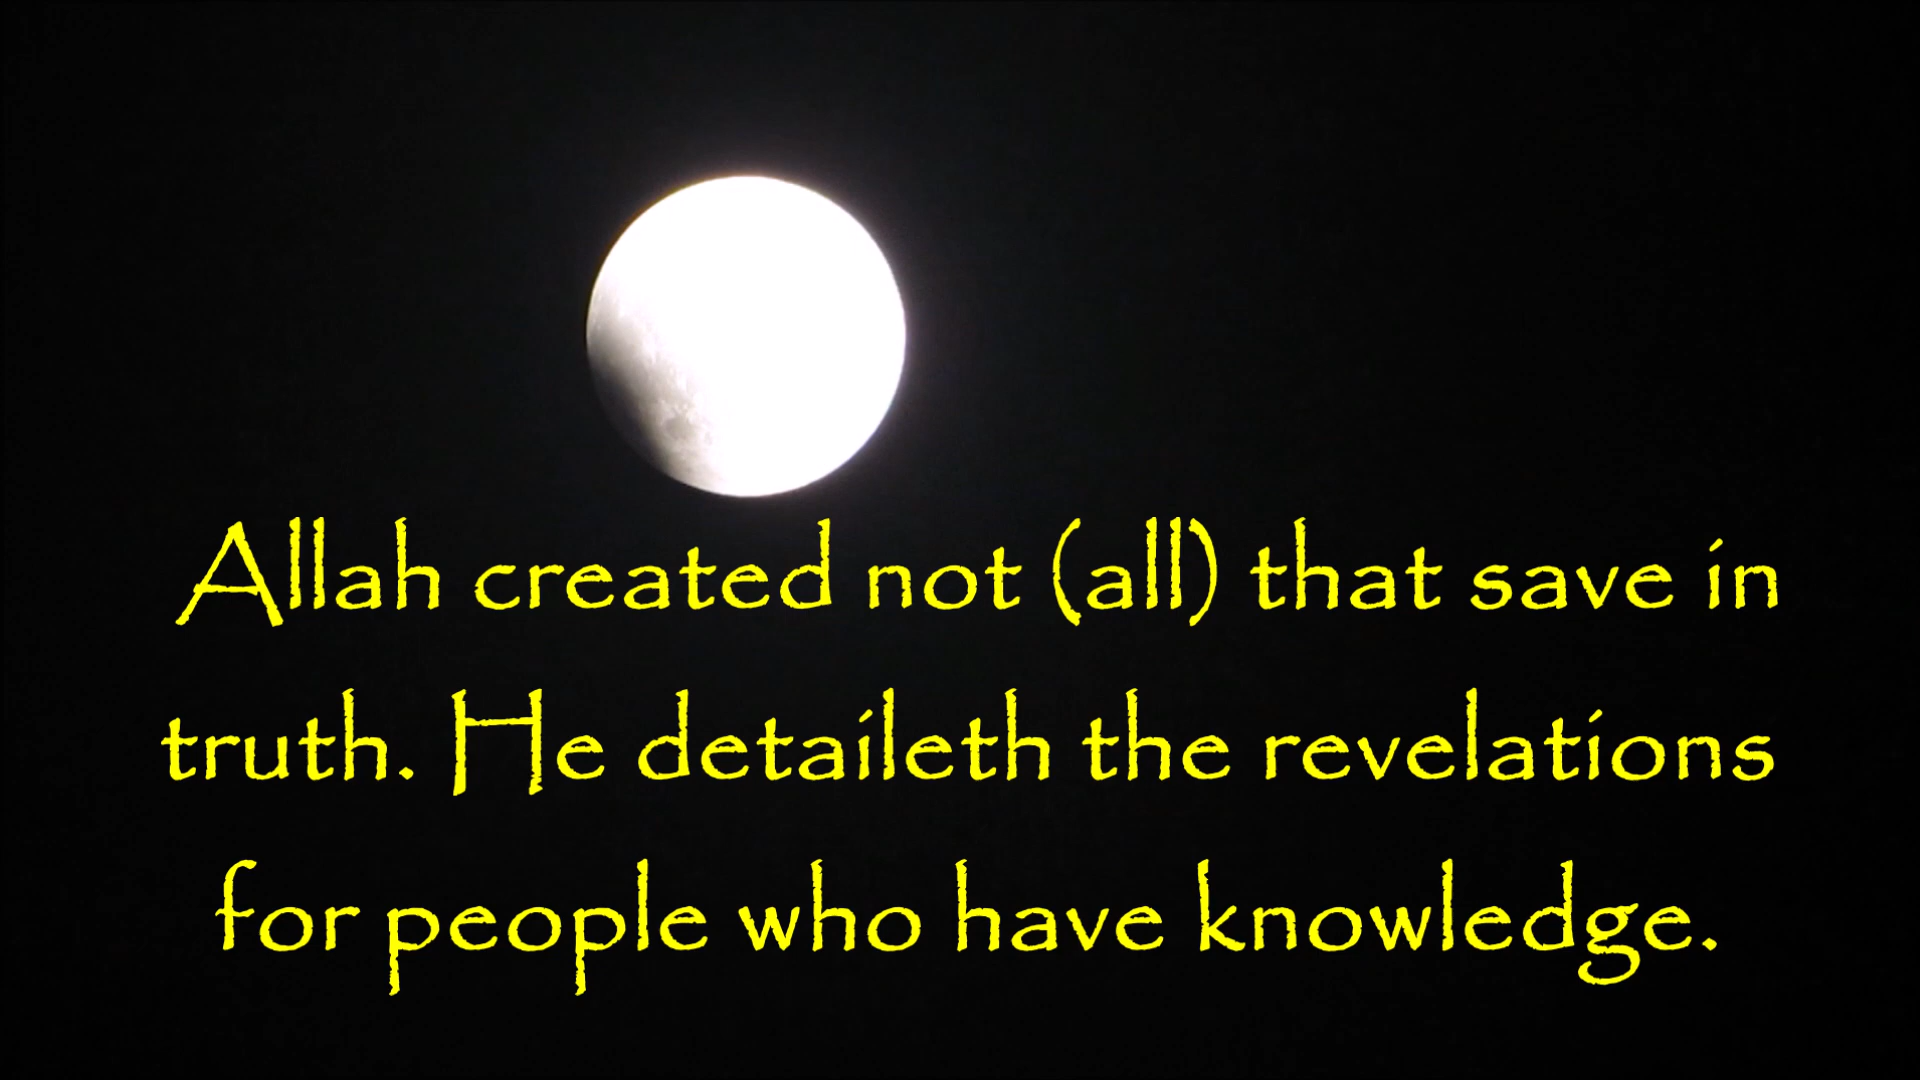 Allah created not (all) that save in
truth. He detaileth the revelations
for people who have knowledge.